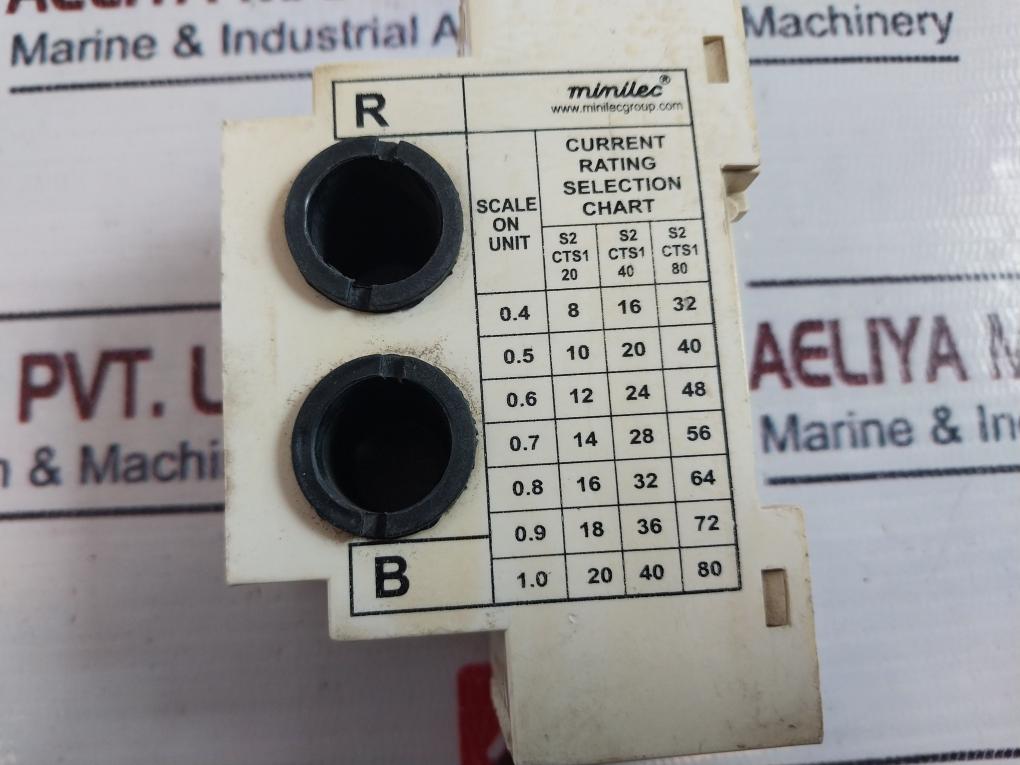 AELIYA M
Marine & Industrial A
Machinery
R
minilec®
www.minilecgroup.com
SCALE ON UNIT
CURRENT
RATING
SELECTION
CHART
S2 CTS1 20 S2 CTS1 40 S2 CTS1 80
0.4 8 16 32
0.5 10 20 40
0.6 12 24 48
0.7 14 28 56
0.8 16 32 64
0.9 18 36 72
1.0 20 40 80
B
PVT.
& Machi
AELIYA M
Marine & In